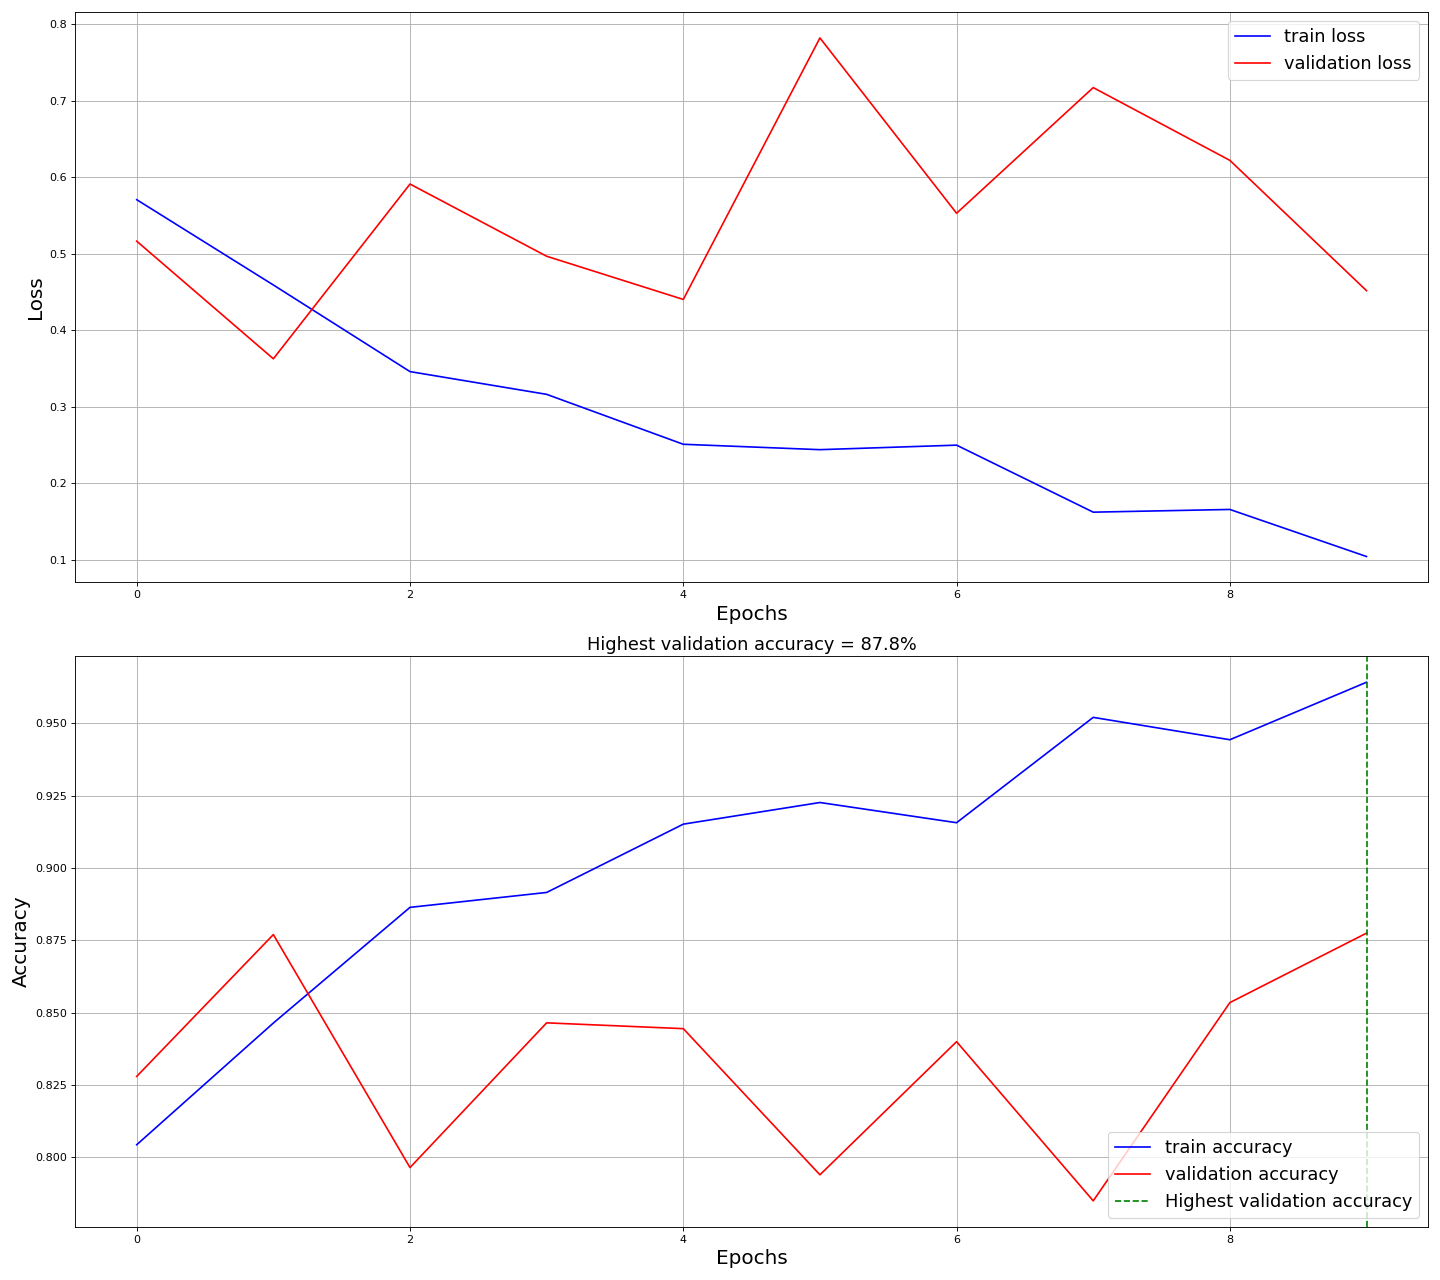 0.8
0.7
0.6
0.5
0.4
0.3
0.2
0.1
Loss
train loss
validation loss
0 2 4 6 8
Epochs
Highest validation accuracy = 87.8%
0.950
0.925
0.900
0.875
0.850
0.825
0.800
Accuracy
train accuracy
validation accuracy
Highest validation accuracy
0 2 4 6 8
Epochs